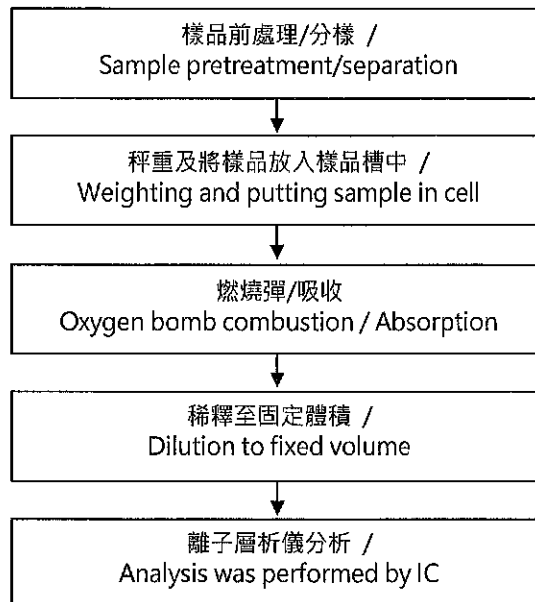 樣品前處理/分樣 /
Sample pretreatment/separation
秤重及將樣品放入樣品槽中 /
Weighting and putting sample in cell
燃燒彈/吸收
Oxygen bomb combustion / Absorption
稀釋至固定體積 /
Dilution to fixed volume
離子層析儀分析 /
Analysis was performed by IC